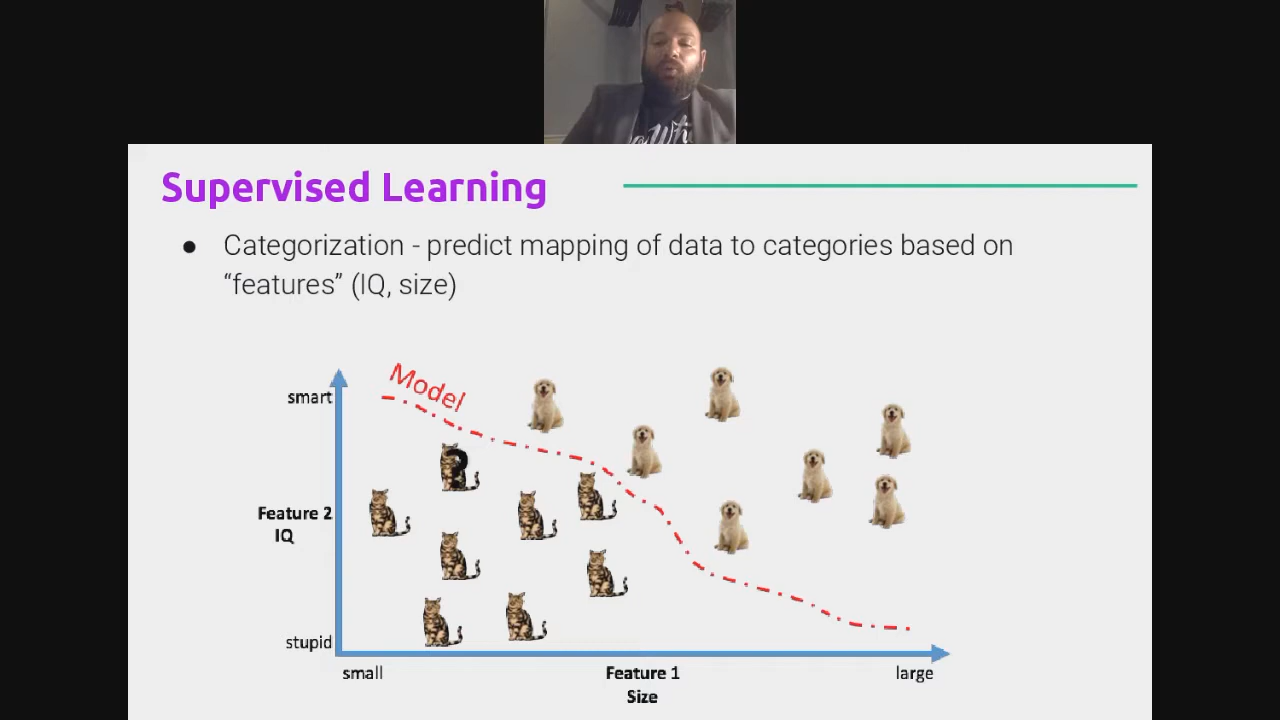 Supervised Learning
● Categorization - predict mapping of data to categories based on
“features” (IQ, size)
Model
smart
?
Feature 2
IQ
stupid
small
Feature 1
large
Size